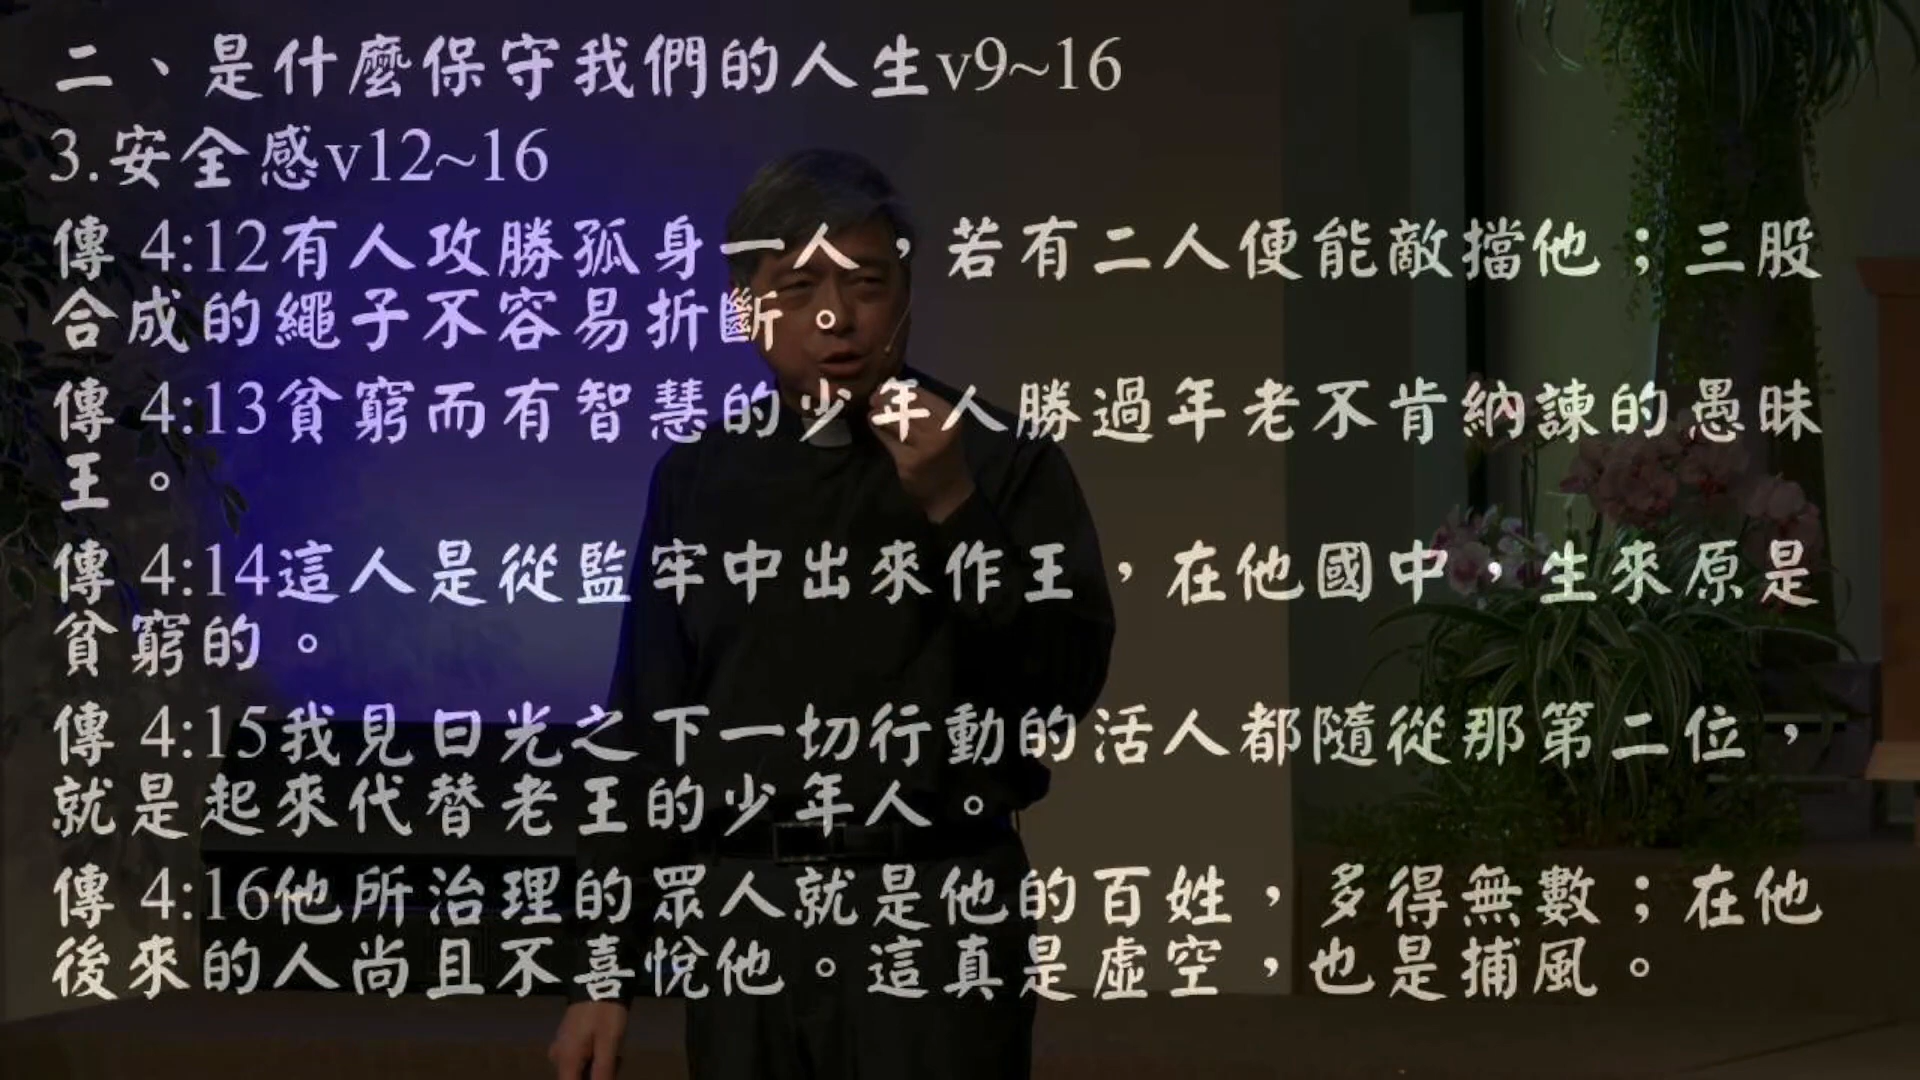 二、是什麼保守我們的人生v9~16
3.安全感v12~16
傳 4:12有人攻勝孤身一人，若有二人便能敵擋他；三股
合成的繩子不容易折斷。
傳 4:13貧窮而有智慧的少年人勝過年老不肯納諫的愚昧
王。
傳 4:14這人是從監牢中出來作王，在他國中，生來原是
貧窮的。
傳 4:15我見日光之下一切行動的活人都隨從那第二位，
就是起來代替老王的少年人。
傳 4:16他所治理的眾人就是他的百姓，多得無數；在他
後來的人尚且不喜悅他。這真是虛空，也是捕風。